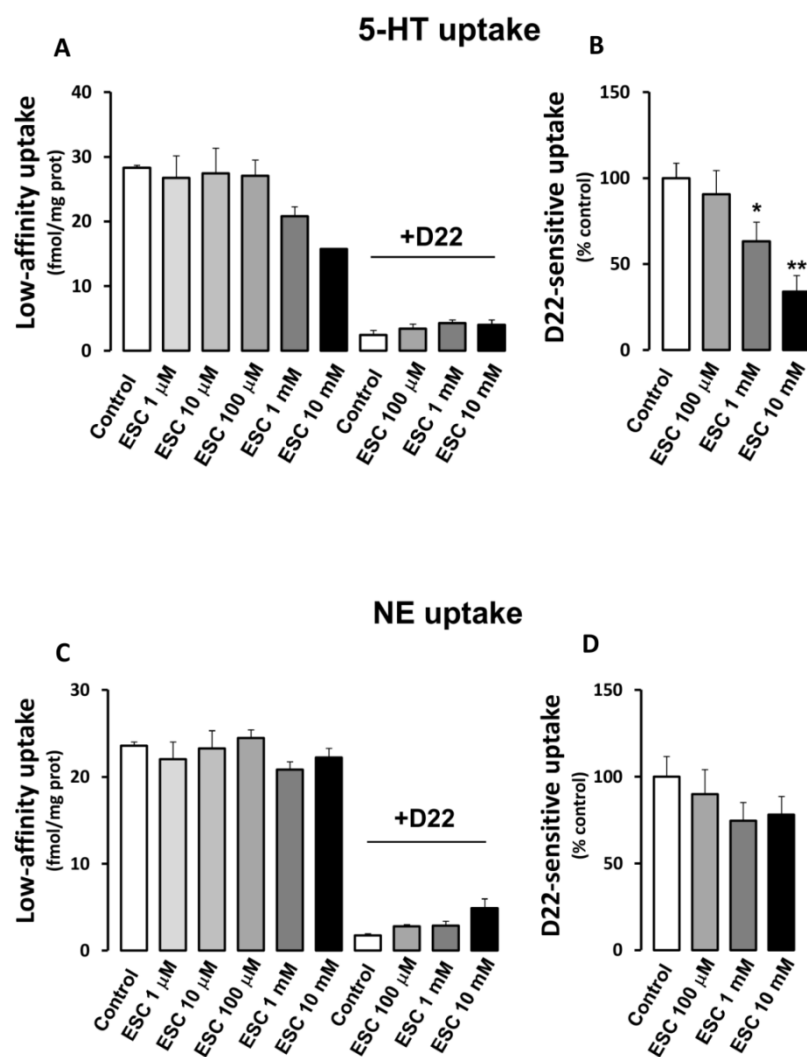 5-HT uptake
A
B
Low-affinity uptake
(fmol/mg prot)
40
30
20
10
0
+D22
Control
ESC 1 μM
ESC 10 μM
ESC 100 μM
ESC 1 mM
ESC 10 mM
Control
ESC 100 μM
ESC 1 mM
ESC 10 mM
D22-sensitive uptake
(% control)
150
100
50
0
*
**
Control
ESC 100 μM
ESC 1 mM
ESC 10 mM
NE uptake
C
D
Low-affinity uptake
(fmol/mg prot)
30
20
10
0
+D22
Control
ESC 1 μM
ESC 10 μM
ESC 100 μM
ESC 1 mM
ESC 10 mM
Control
ESC 100 μM
ESC 1 mM
ESC 10 mM
D22-sensitive uptake
(% control)
150
100
50
0
Control
ESC 100 μM
ESC 1 mM
ESC 10 mM